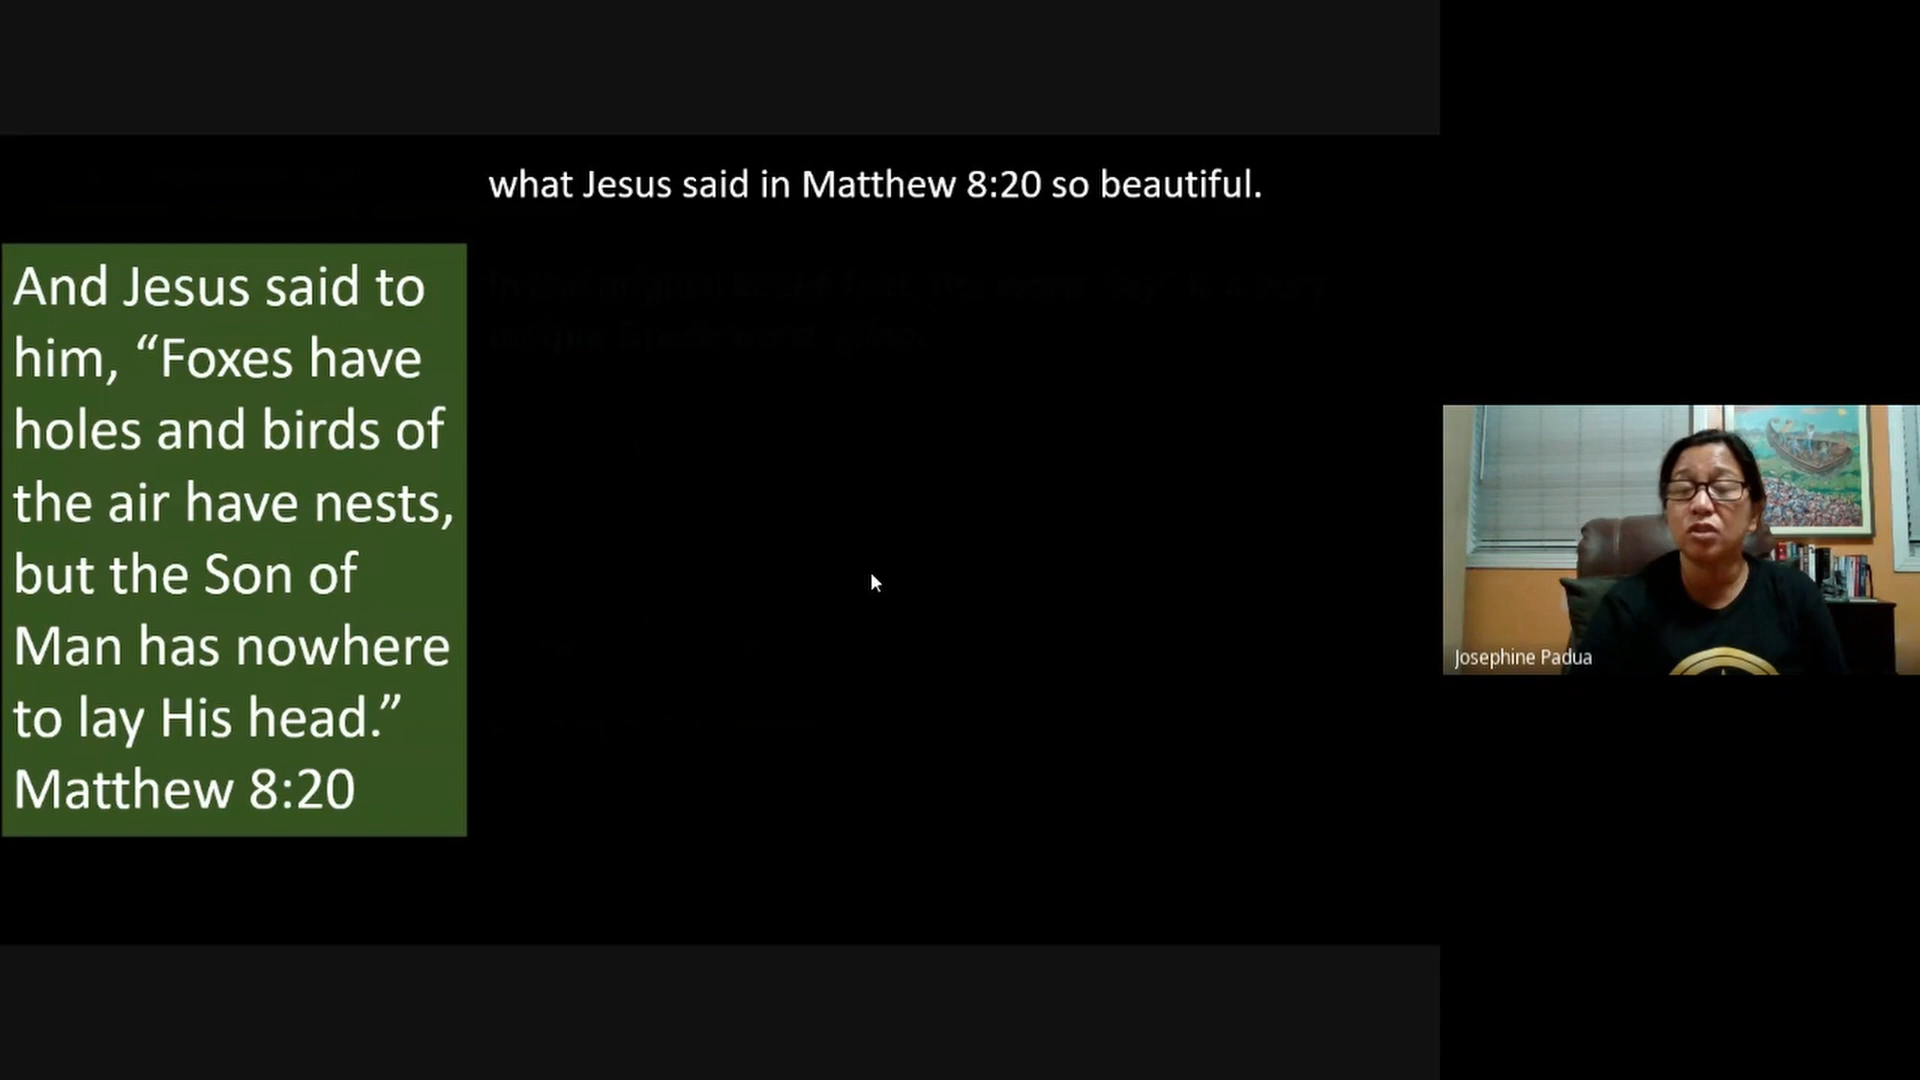 what Jesus said in Matthew 8:20 so beautiful.
And Jesus said to
him, “Foxes have
holes and birds of
the air have nests,
but the Son of
Man has nowhere
to lay His head.”
Matthew 8:20
Josephine Padua